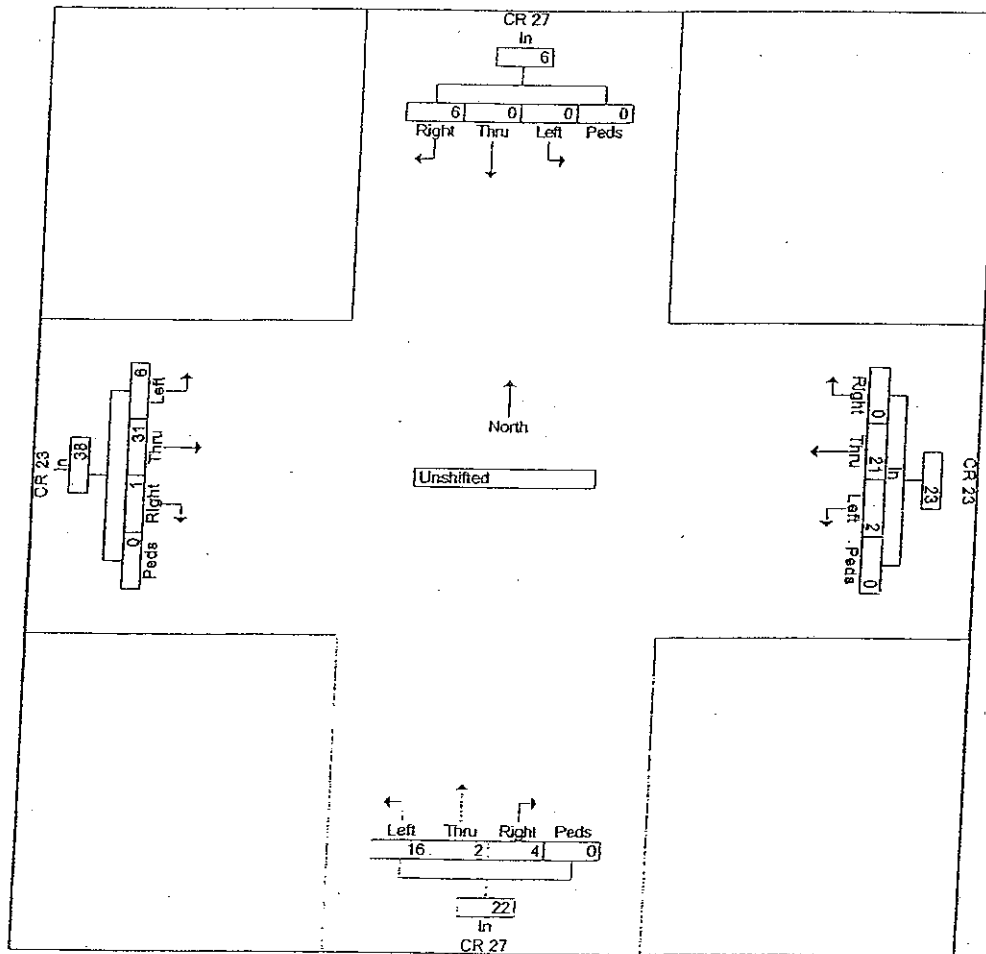 CR 27
In
6
6 0 0 0
Right Thru Left Peds
CR 23
In
38
6 31 1 0
Left Thru Right Peds
North
Unshifted
Right Thru Left Peds
0 21 2 0
In
23
CR 23
Left Thru Right Peds
16 2 4 0
22
In
CR 27